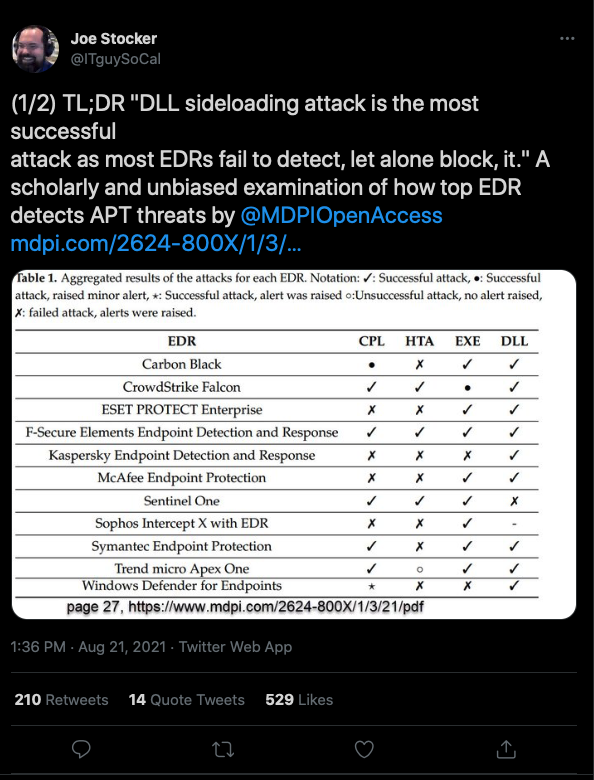 Joe Stocker
@ITguySoCal
(1/2) TL;DR "DLL sideloading attack is the most
successful
attack as most EDRs fail to detect, let alone block, it." A
scholarly and unbiased examination of how top EDR
detects APT threats by @MDPIOpenAccess
mdpi.com/2624-800X/1/3/...
Table 1. Aggregated results of the attacks for each EDR. Notation: ✓: Successful attack, •: Successful
attack, raised minor alert, ⋆: Successful attack, alert was raised ○:Unsuccessful attack, no alert raised,
✗: failed attack, alerts were raised.
EDR CPL HTA EXE DLL
Carbon Black • ✗ ✓ ✓
CrowdStrike Falcon ✓ ✓ • ✓
ESET PROTECT Enterprise ✗ ✗ ✓ ✓
F-Secure Elements Endpoint Detection and Response ✓ ✓ ✓ ✓
Kaspersky Endpoint Detection and Response ✗ ✗ ✗ ✓
McAfee Endpoint Protection ✗ ✗ ✓ ✓
Sentinel One ✓ ✓ ✓ ✗
Sophos Intercept X with EDR ✗ ✗ ✓ -
Symantec Endpoint Protection ✓ ✗ ✓ ✓
Trend micro Apex One ✓ ○ ✓ ✓
Windows Defender for Endpoints ⋆ ✗ ✗ ✓
page 27, https://www.mdpi.com/2624-800X/1/3/21/pdf
1:36 PM · Aug 21, 2021 · Twitter Web App
210 Retweets 14 Quote Tweets 529 Likes